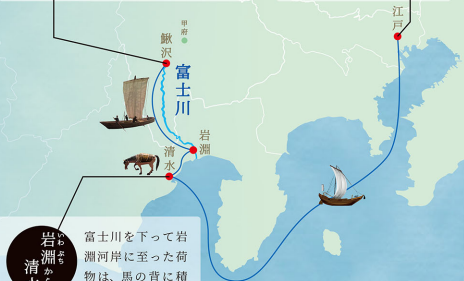 江戸
甲府
鰍沢
富士川
岩淵
清水
岩淵から
いわぶち
清水
富士川を下って岩
淵河岸に至った荷
物は、馬の背に積